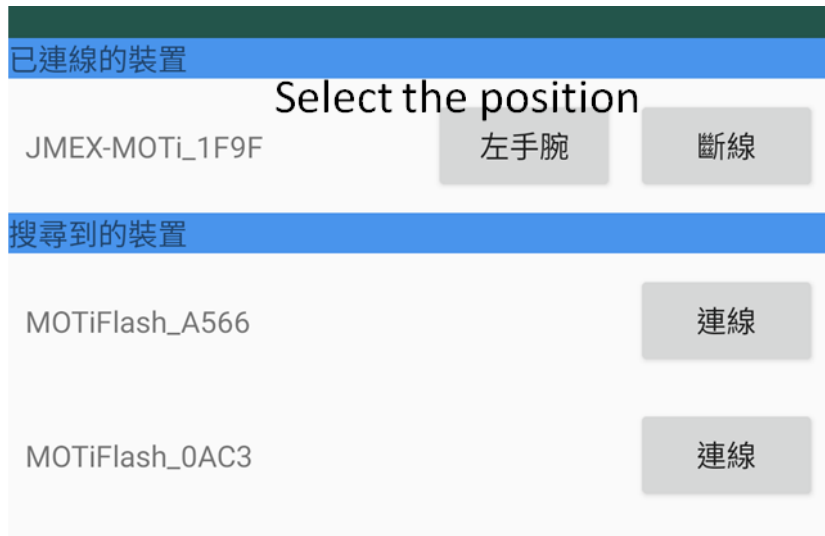 已連線的裝置
Select the position
JMEX-MOTi_1F9F 左手腕 斷線
搜尋到的裝置
MOTiFlash_A566 連線
MOTiFlash_0AC3 連線